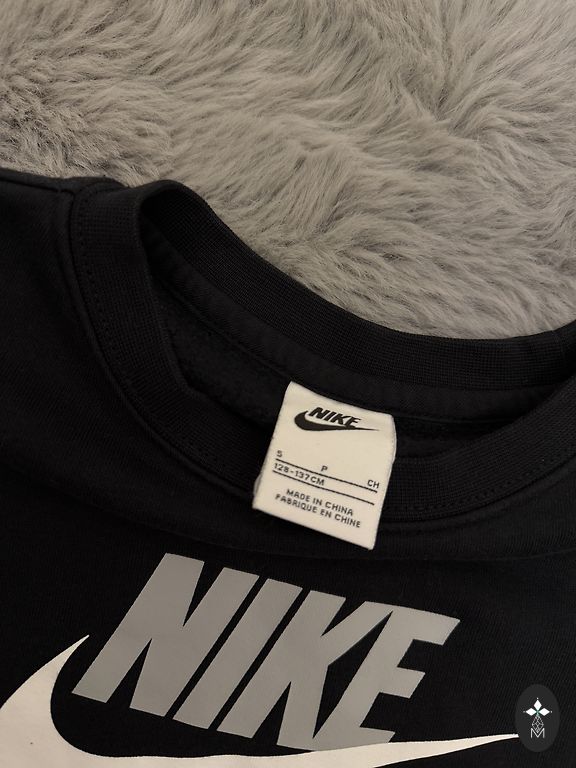 NIKE
S P CH
128-137CM
MADE IN CHINA
FABRIQUE EN CHINE
NIKE
M